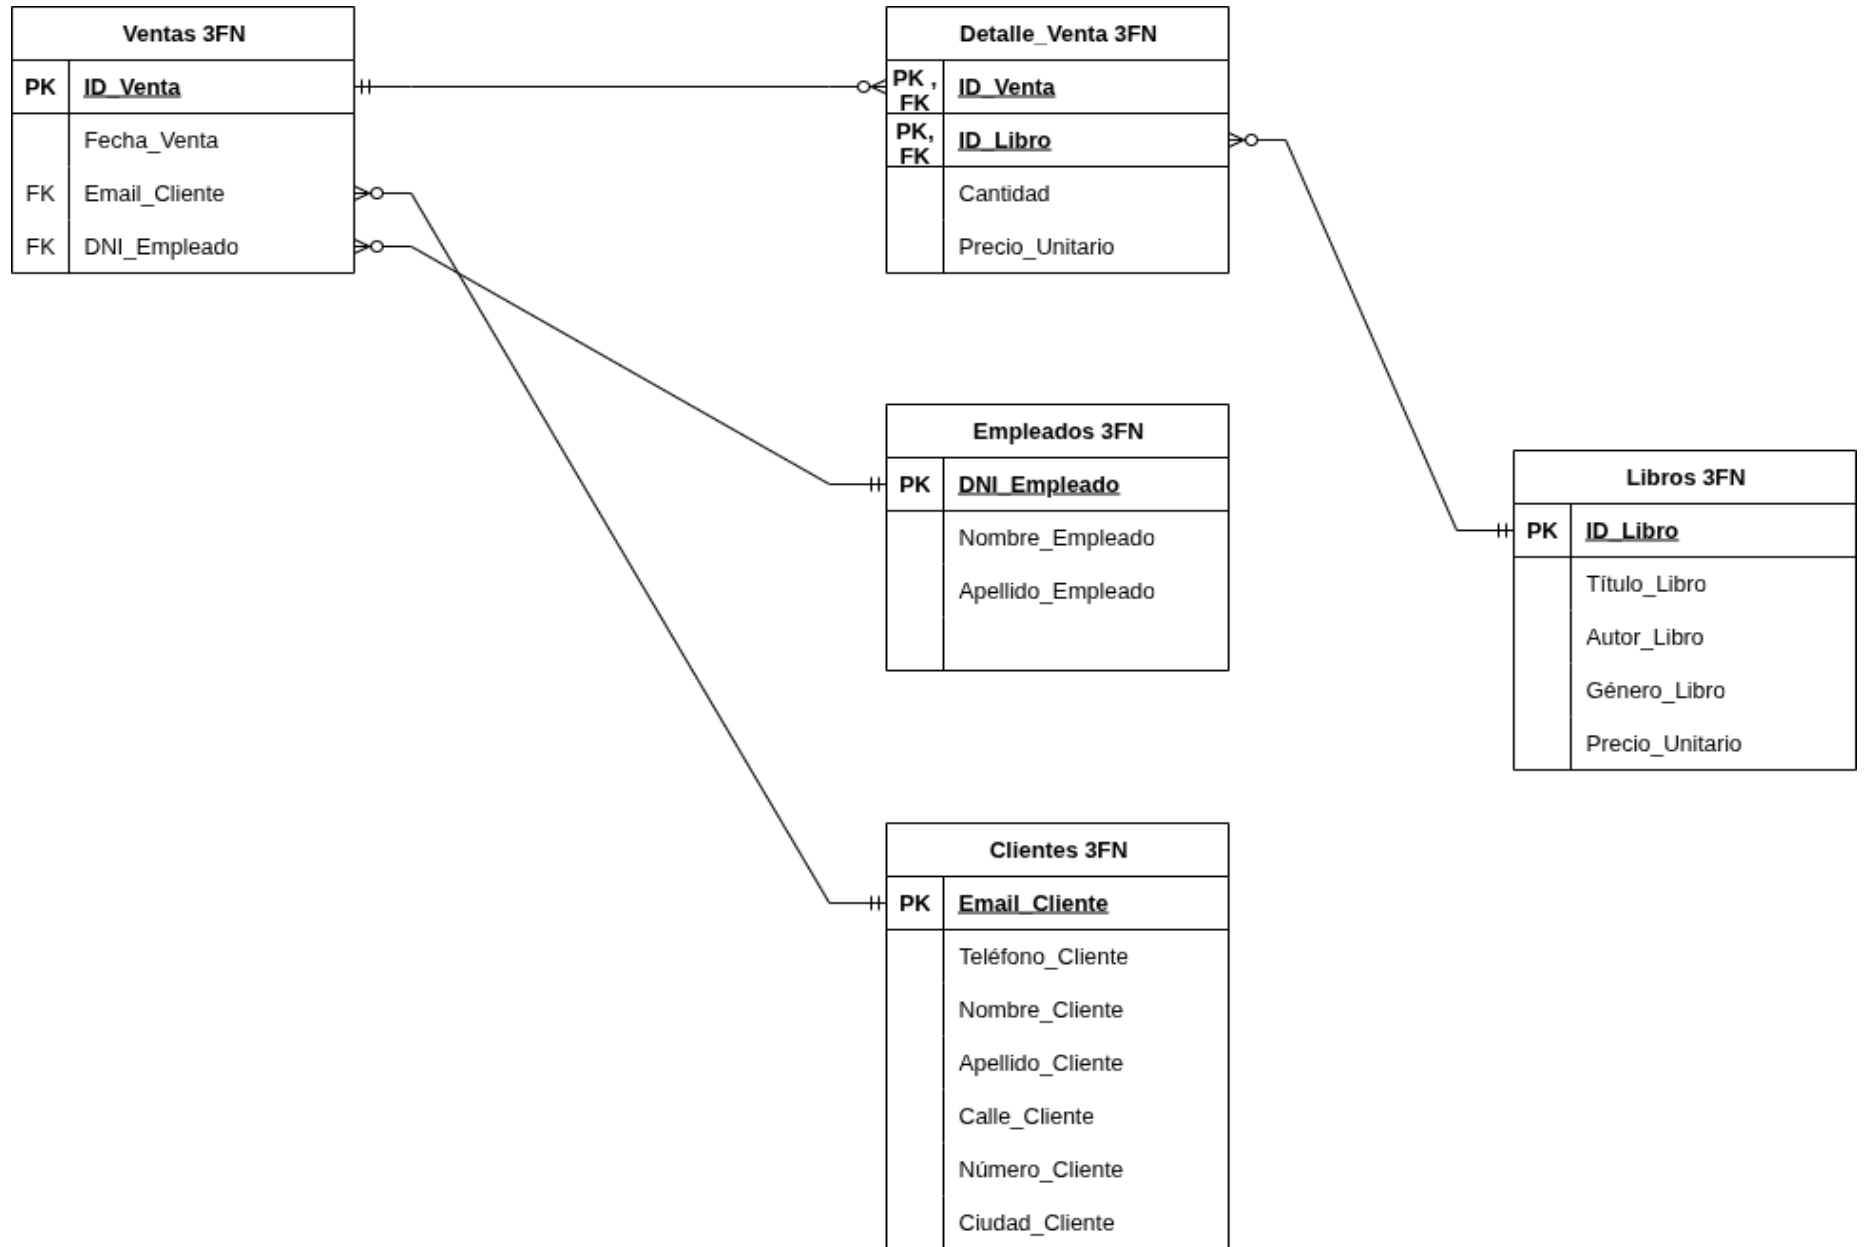 Ventas 3FN
PK ID_Venta
Fecha_Venta
FK Email_Cliente
FK DNI_Empleado
Detalle_Venta 3FN
PK ,
FK
ID_Venta
PK,
FK
ID_Libro
Cantidad
Precio_Unitario
Empleados 3FN
PK DNI_Empleado
Nombre_Empleado
Apellido_Empleado
Libros 3FN
PK ID_Libro
Título_Libro
Autor_Libro
Género_Libro
Precio_Unitario
Clientes 3FN
PK Email_Cliente
Teléfono_Cliente
Nombre_Cliente
Apellido_Cliente
Calle_Cliente
Número_Cliente
Ciudad_Cliente